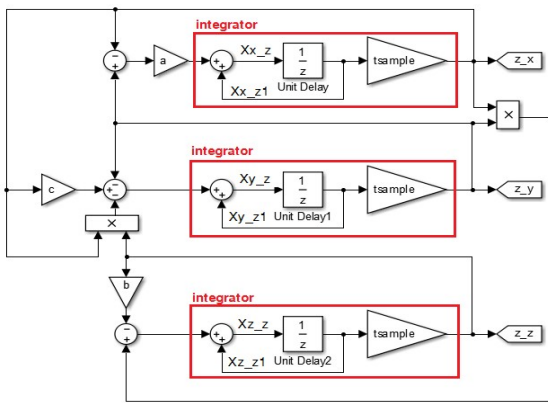 integrator
a
Xx_z
1
z
Unit Delay
Xx_z1
tsample
z_x
×
integrator
c
Xy_z
1
z
Unit Delay1
Xy_z1
tsample
z_y
×
b
integrator
Xz_z
1
z
Unit Delay2
Xz_z1
tsample
z_z